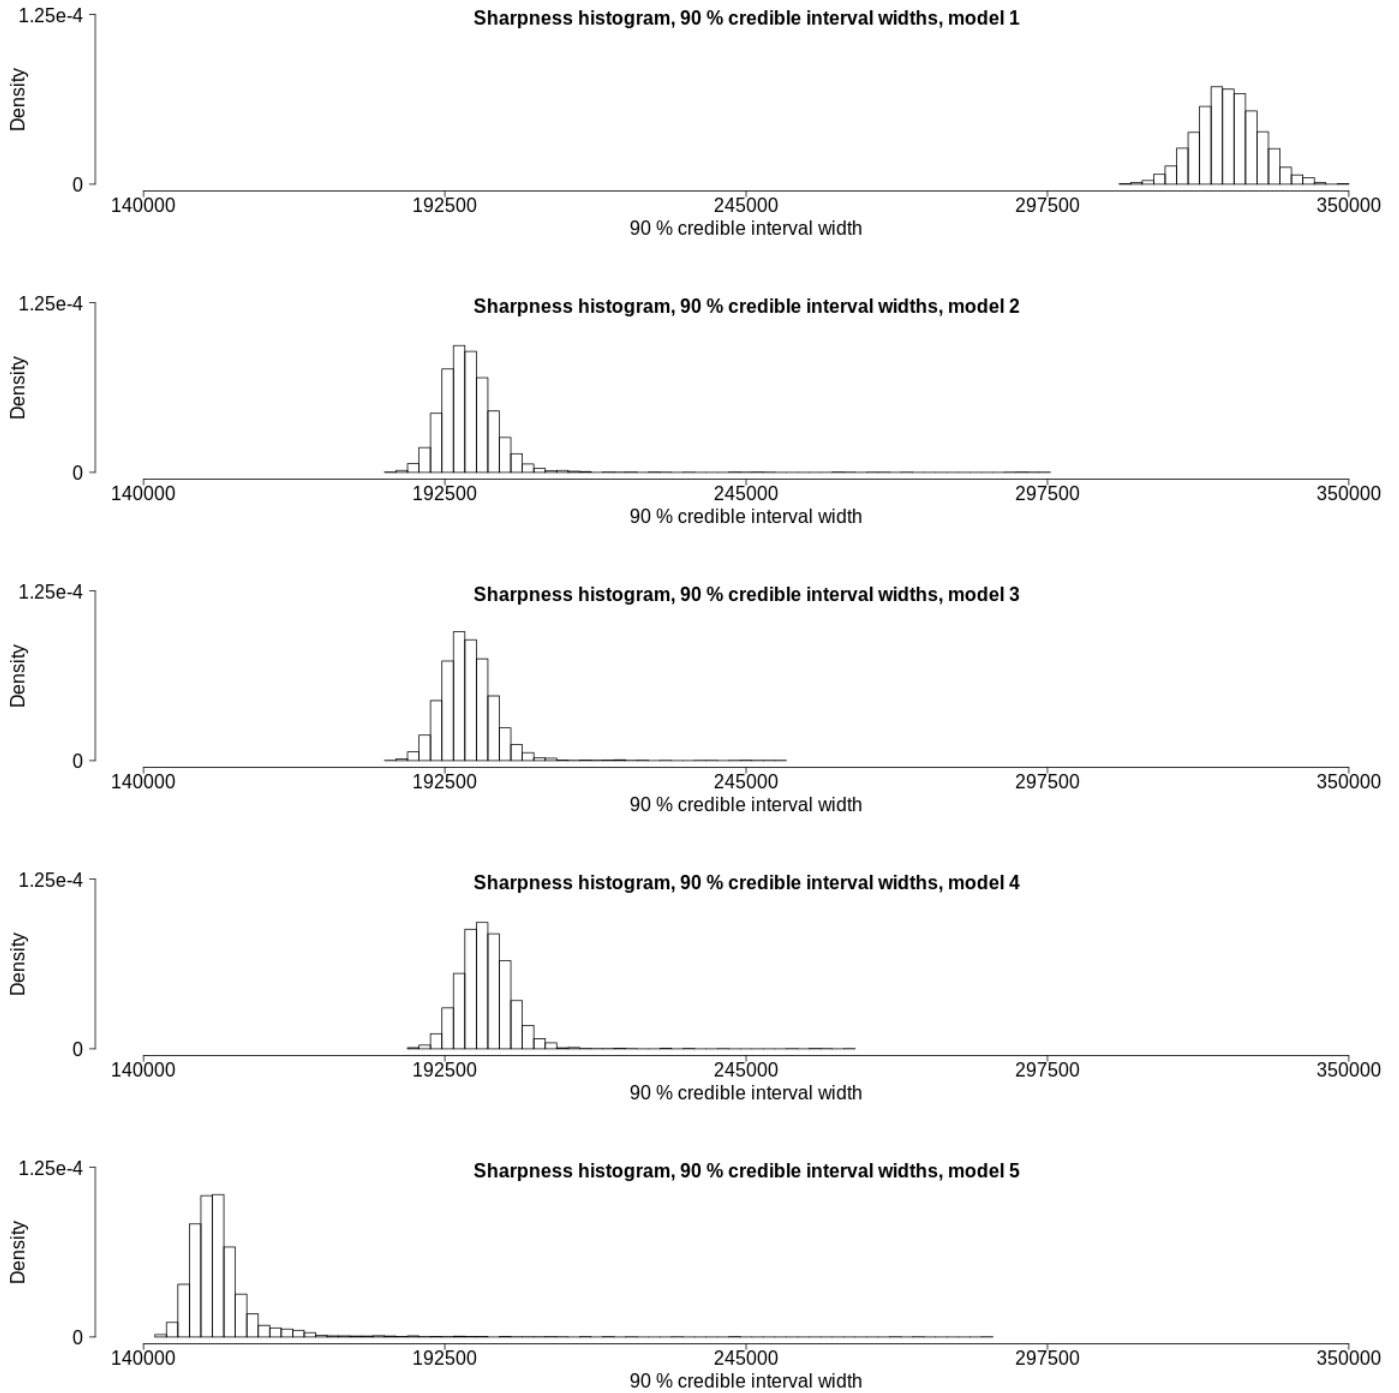 Sharpness histogram, 90 % credible interval widths, model 1
1.25e-4
Density
0
140000 192500 245000 297500 350000
90 % credible interval width
Sharpness histogram, 90 % credible interval widths, model 2
1.25e-4
Density
0
140000 192500 245000 297500 350000
90 % credible interval width
Sharpness histogram, 90 % credible interval widths, model 3
1.25e-4
Density
0
140000 192500 245000 297500 350000
90 % credible interval width
Sharpness histogram, 90 % credible interval widths, model 4
1.25e-4
Density
0
140000 192500 245000 297500 350000
90 % credible interval width
Sharpness histogram, 90 % credible interval widths, model 5
1.25e-4
Density
0
140000 192500 245000 297500 350000
90 % credible interval width